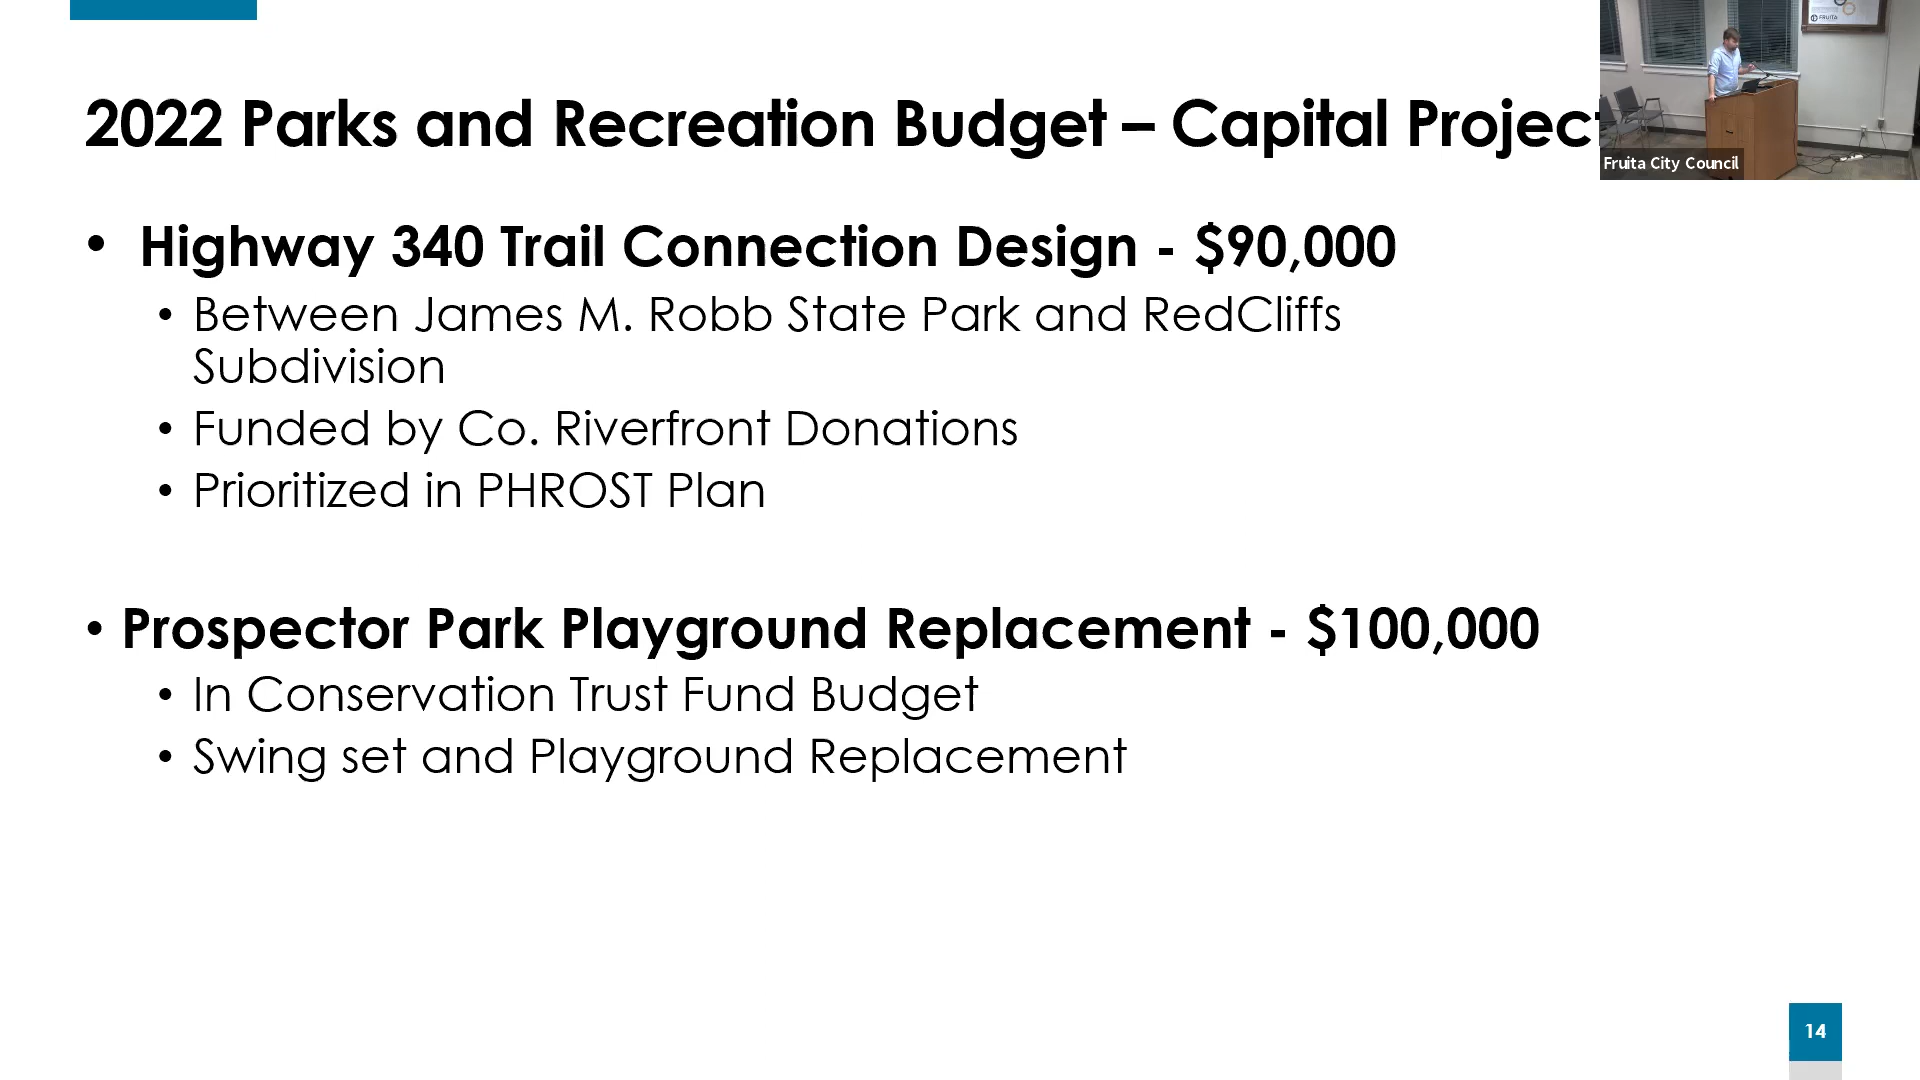 2022 Parks and Recreation Budget – Capital Project
Fruita City Council
FRUITA
• Highway 340 Trail Connection Design - $90,000
• Between James M. Robb State Park and RedCliffs
Subdivision
• Funded by Co. Riverfront Donations
• Prioritized in PHROST Plan
• Prospector Park Playground Replacement - $100,000
• In Conservation Trust Fund Budget
• Swing set and Playground Replacement
14